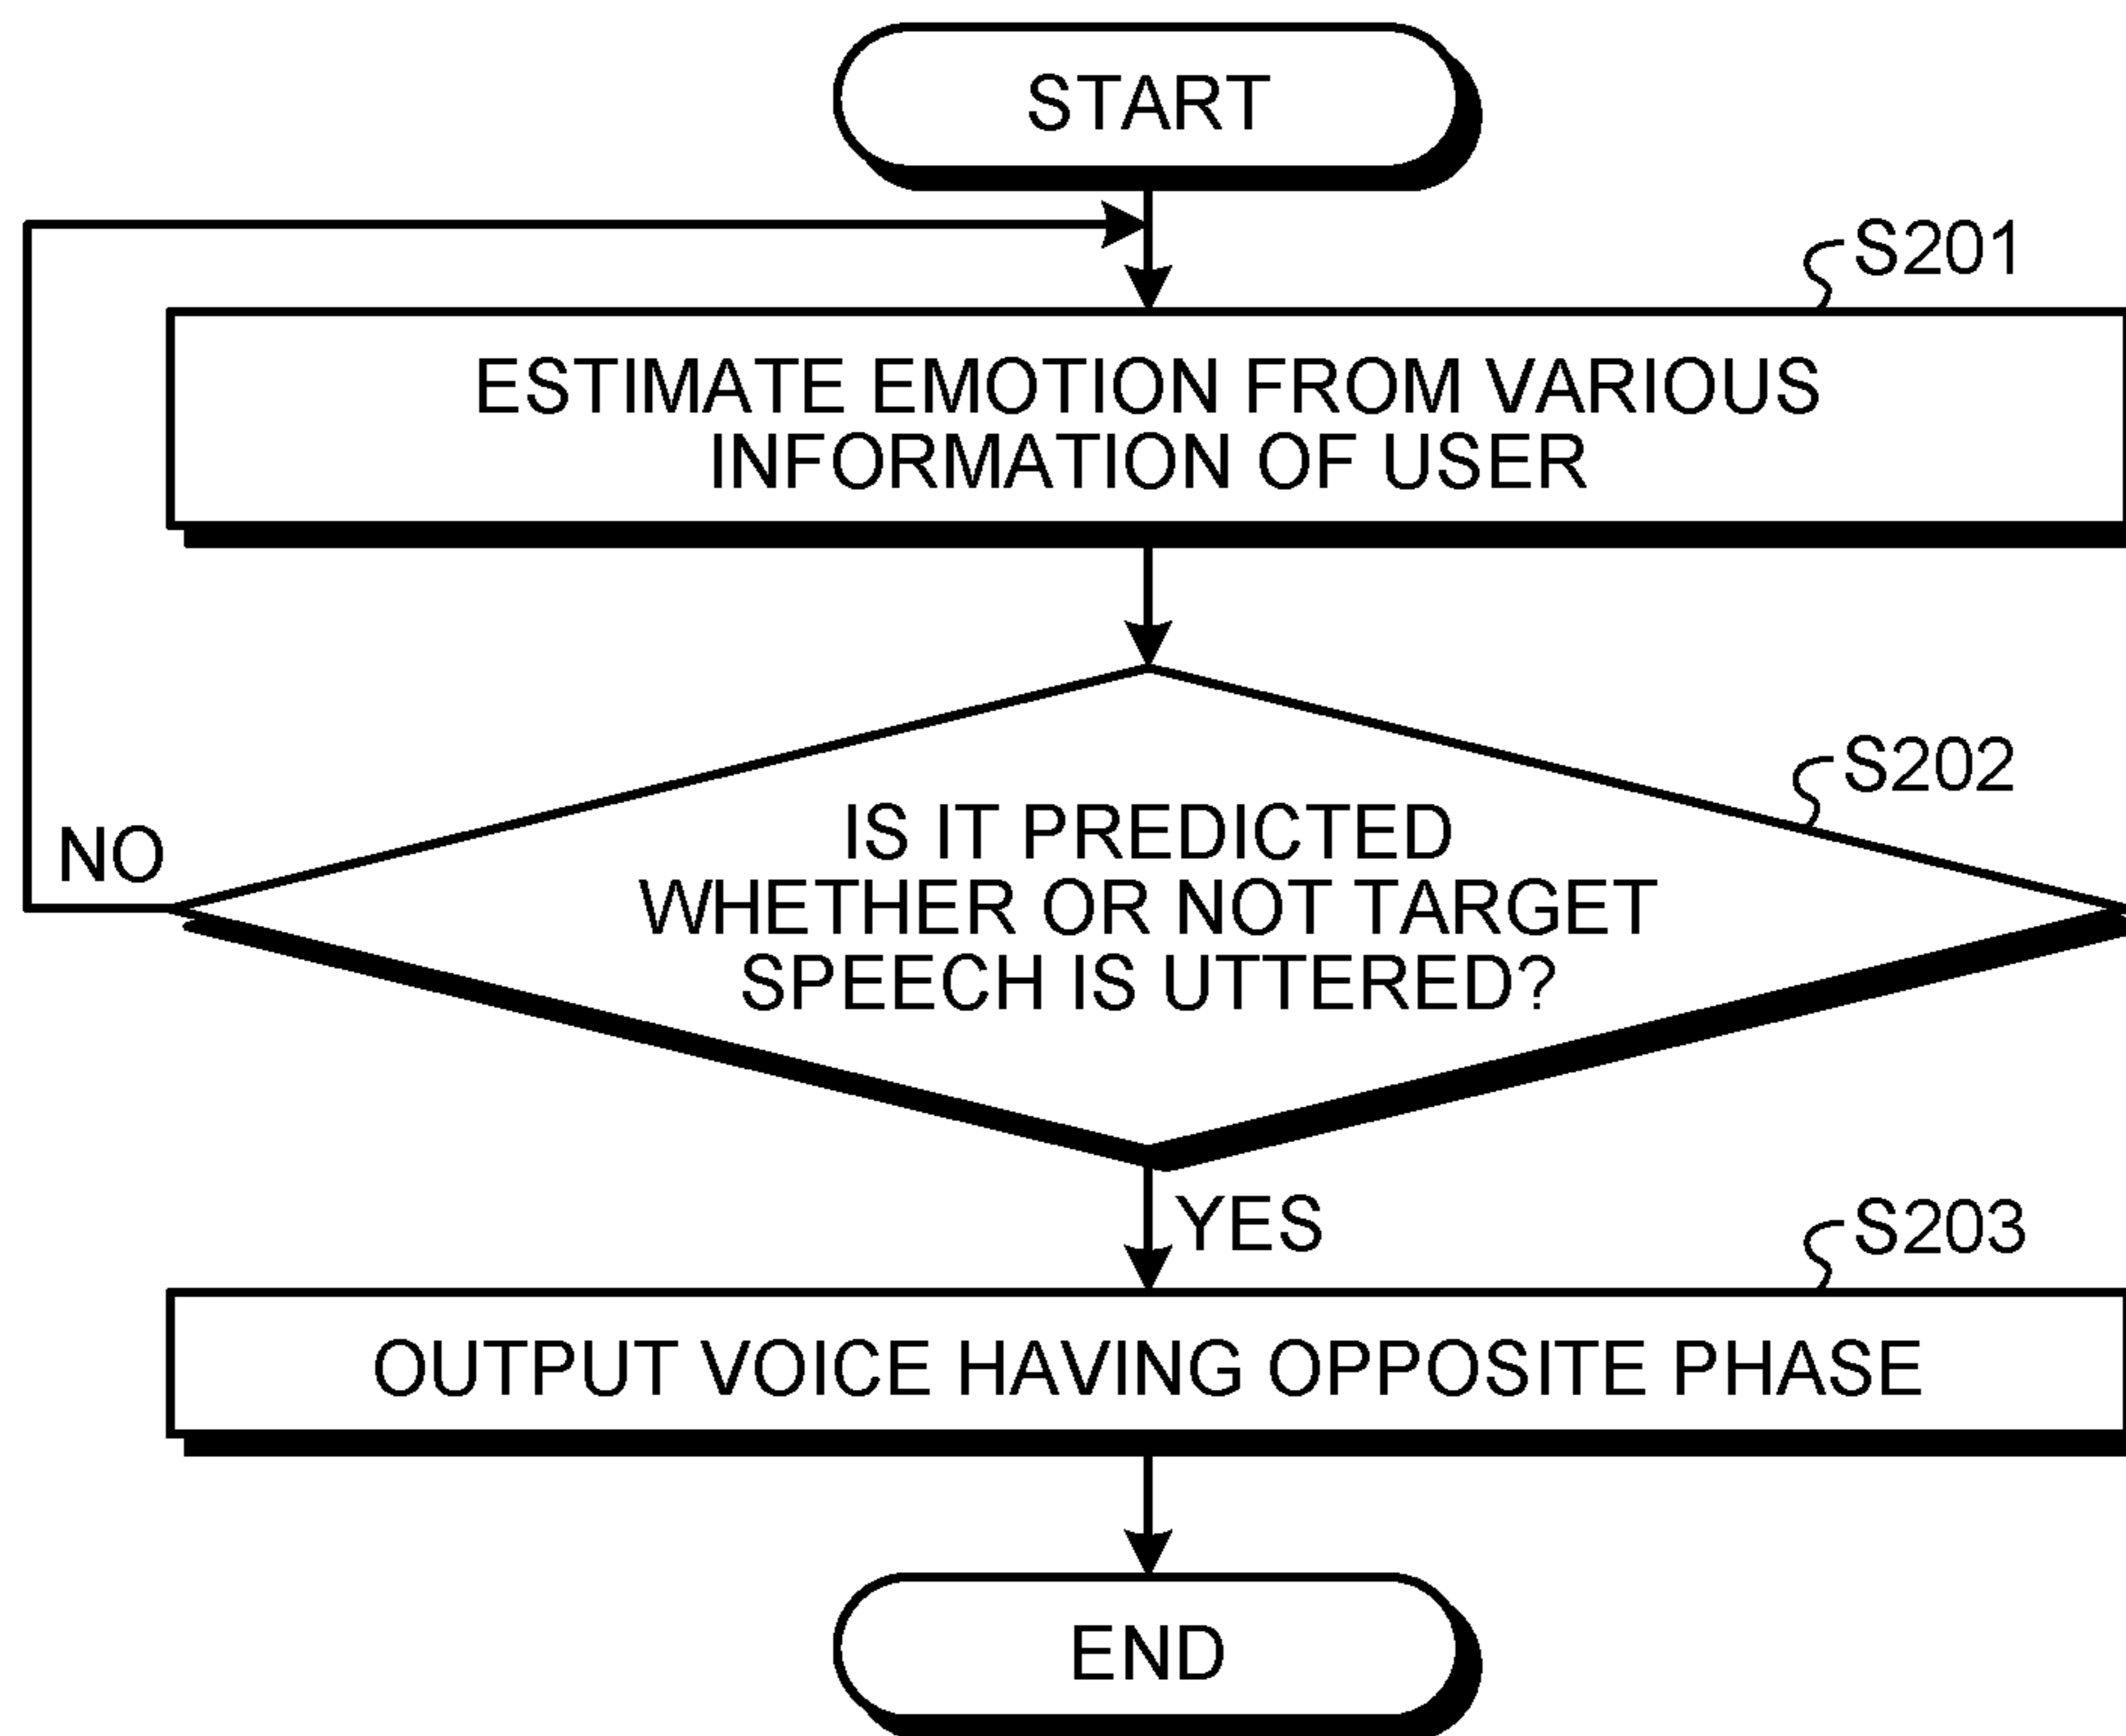 START
S201
ESTIMATE EMOTION FROM VARIOUS
INFORMATION OF USER
S202
IS IT PREDICTED
WHETHER OR NOT TARGET
SPEECH IS UTTERED?
NO
YES
S203
OUTPUT VOICE HAVING OPPOSITE PHASE
END